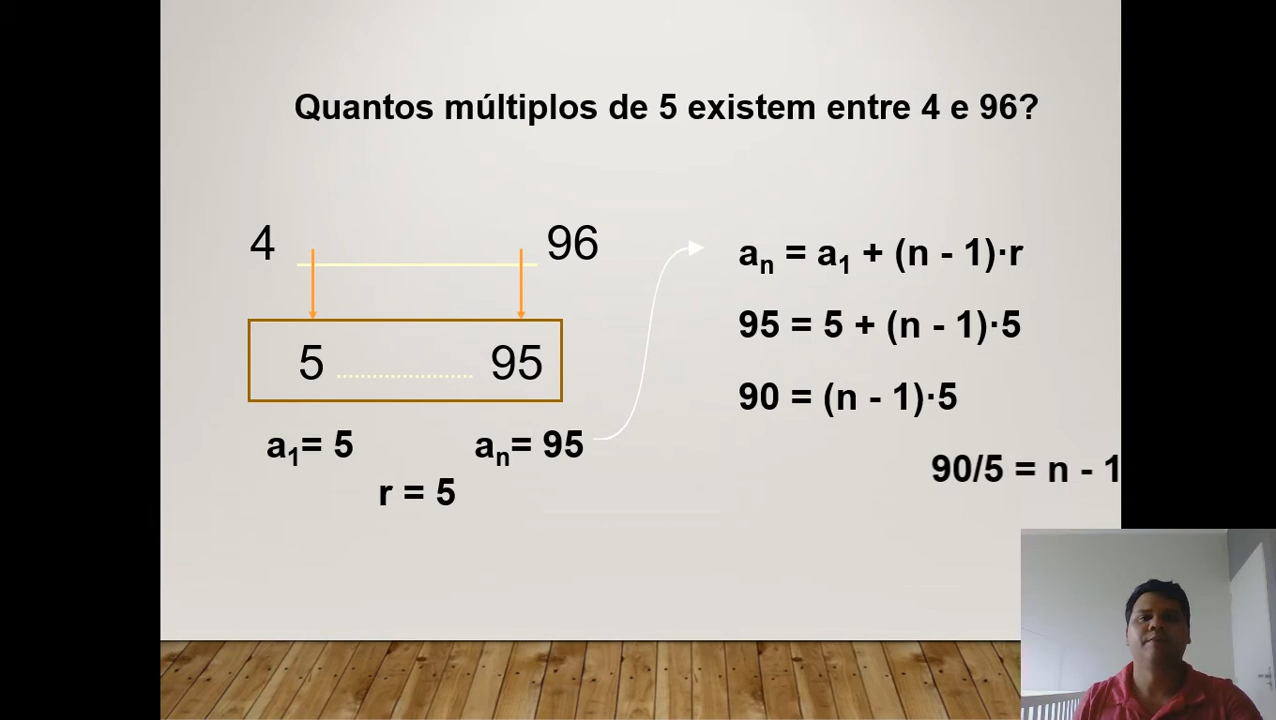 Quantos múltiplos de 5 existem entre 4 e 96?
4 96
5 ........................ 95
a₁= 5 aₙ= 95
r = 5
aₙ = a₁ + (n - 1)·r
95 = 5 + (n - 1)·5
90 = (n - 1)·5
90/5 = n - 1